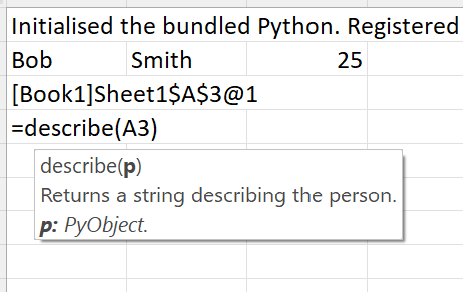 Initialised the bundled Python. Registered
Bob Smith 25
[Book1]Sheet1$A$3@1
=describe(A3)
describe(p)
Returns a string describing the person.
p: PyObject.